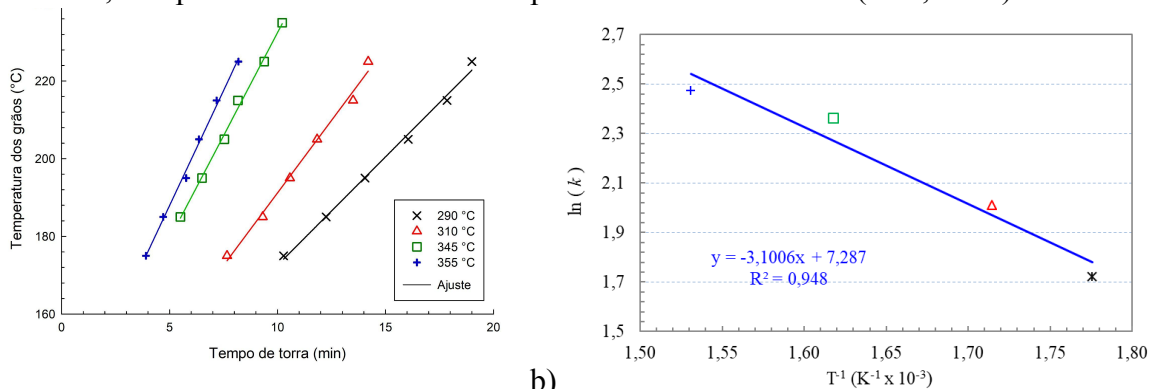 220
200
180
160
0
5
10
15
20
Temperatura dos grãos (°C)
Tempo de torra (min)
290 °C
310 °C
345 °C
355 °C
Ajuste
b)
2,7
2,5
2,3
2,1
1,9
1,7
1,5
1,50
1,55
1,60
1,65
1,70
1,75
1,80
ln ( k )
y = -3,1006x + 7,287
R² = 0,948
T⁻¹ (K⁻¹ x 10⁻³)